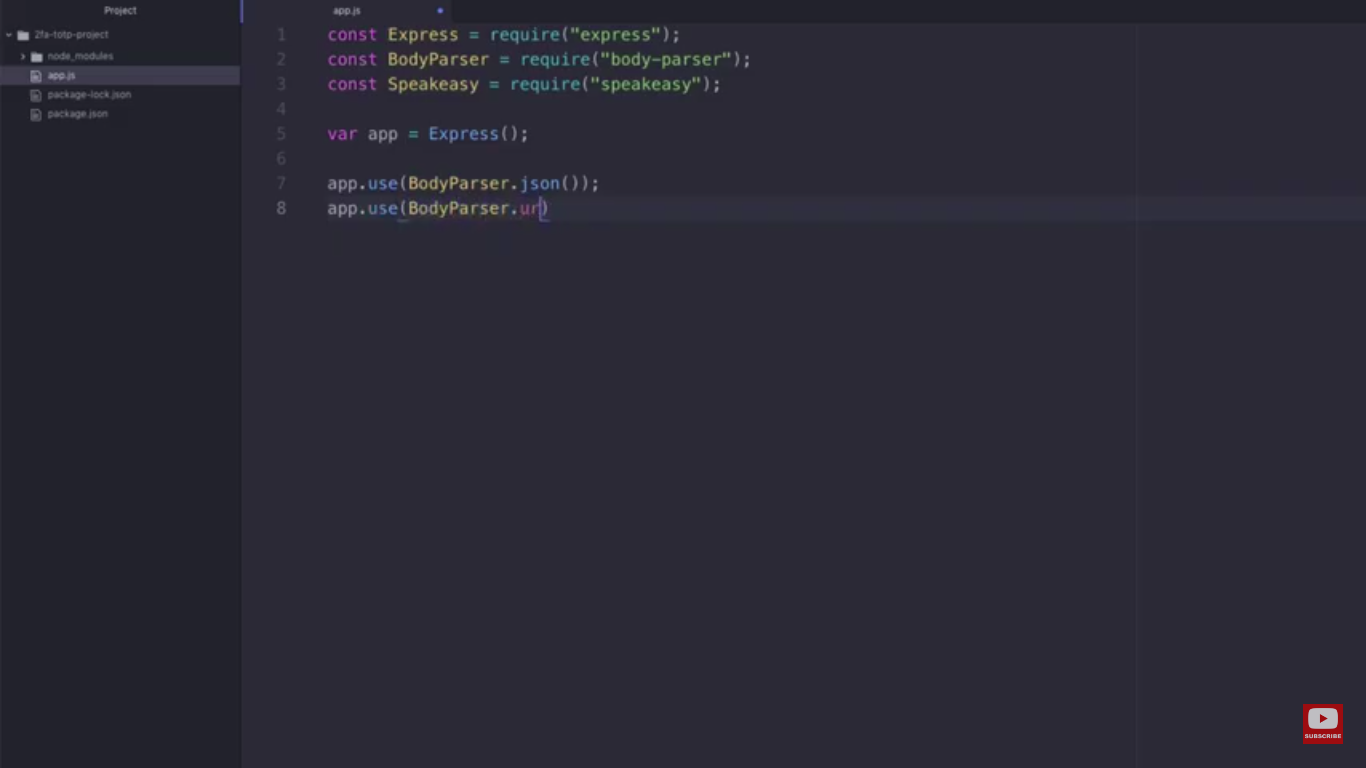 Project
2fa-totp-project
node_modules
app.js
package-lock.json
package.json
app.js
1 const Express = require("express");
2 const BodyParser = require("body-parser");
3 const Speakeasy = require("speakeasy");
4
5 var app = Express();
6
7 app.use(BodyParser.json());
8 app.use(BodyParser.ur)
SUBSCRIBE